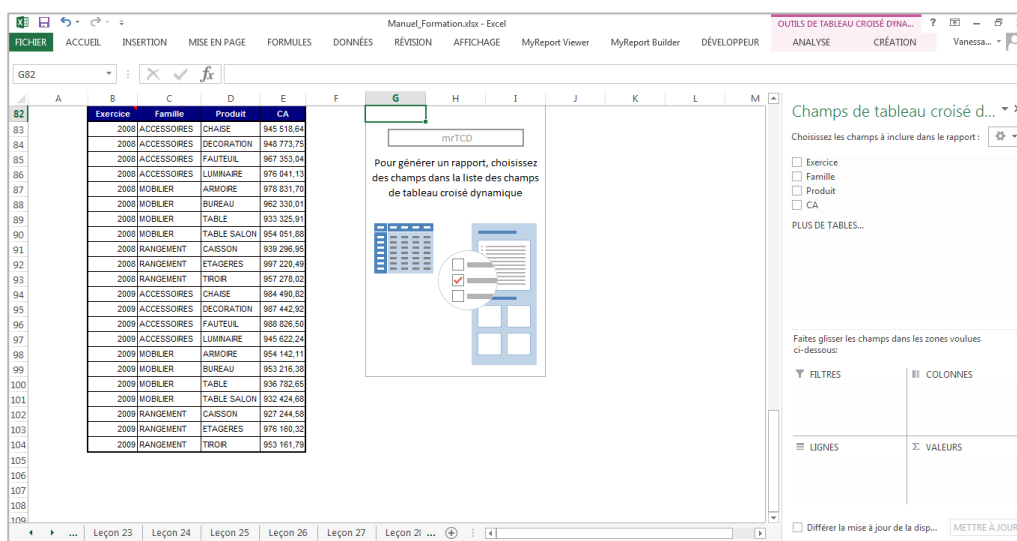 Manuel_Formation.xlsx - Excel
OUTILS DE TABLEAU CROISÉ DYNA...
?
FICHIER ACCUEIL INSERTION MISE EN PAGE FORMULES DONNÉES RÉVISION AFFICHAGE MyReport Viewer MyReport Builder DÉVELOPPEUR ANALYSE CRÉATION Vanessa...
G82 fx
A B C D E F G H I J K L M
82 Exercice Famille Produit CA
83 2008 ACCESSOIRES CHAISE 945 518,64
84 2008 ACCESSOIRES DECORATION 948 773,75
85 2008 ACCESSOIRES FAUTEUIL 967 353,04
86 2008 ACCESSOIRES LUMINAIRE 976 041,13
87 2008 MOBILIER ARMOIRE 978 831,70
88 2008 MOBILIER BUREAU 962 330,01
89 2008 MOBILIER TABLE 933 325,91
90 2008 MOBILIER TABLE SALON 954 051,88
91 2008 RANGEMENT CAISSON 939 296,95
92 2008 RANGEMENT ETAGERES 997 220,49
93 2008 RANGEMENT TIROIR 957 278,02
94 2009 ACCESSOIRES CHAISE 984 490,82
95 2009 ACCESSOIRES DECORATION 987 442,92
96 2009 ACCESSOIRES FAUTEUIL 988 826,50
97 2009 ACCESSOIRES LUMINAIRE 945 622,24
98 2009 MOBILIER ARMOIRE 954 142,11
99 2009 MOBILIER BUREAU 953 216,38
100 2009 MOBILIER TABLE 936 782,65
101 2009 MOBILIER TABLE SALON 932 424,68
102 2009 RANGEMENT CAISSON 927 244,58
103 2009 RANGEMENT ETAGERES 976 160,32
104 2009 RANGEMENT TIROIR 953 161,79
105
106
107
108
109
mrTCD
Pour générer un rapport, choisissez
des champs dans la liste des champs
de tableau croisé dynamique
Champs de tableau croisé d...
Choisissez les champs à inclure dans le rapport :
Exercice
Famille
Produit
CA
PLUS DE TABLES...
Faites glisser les champs dans les zones voulues
ci-dessous:
FILTRES COLONNES
LIGNES Σ VALEURS
Différer la mise à jour de la disp... METTRE À JOUR
... Leçon 23 Leçon 24 Leçon 25 Leçon 26 Leçon 27 Leçon 2 ...